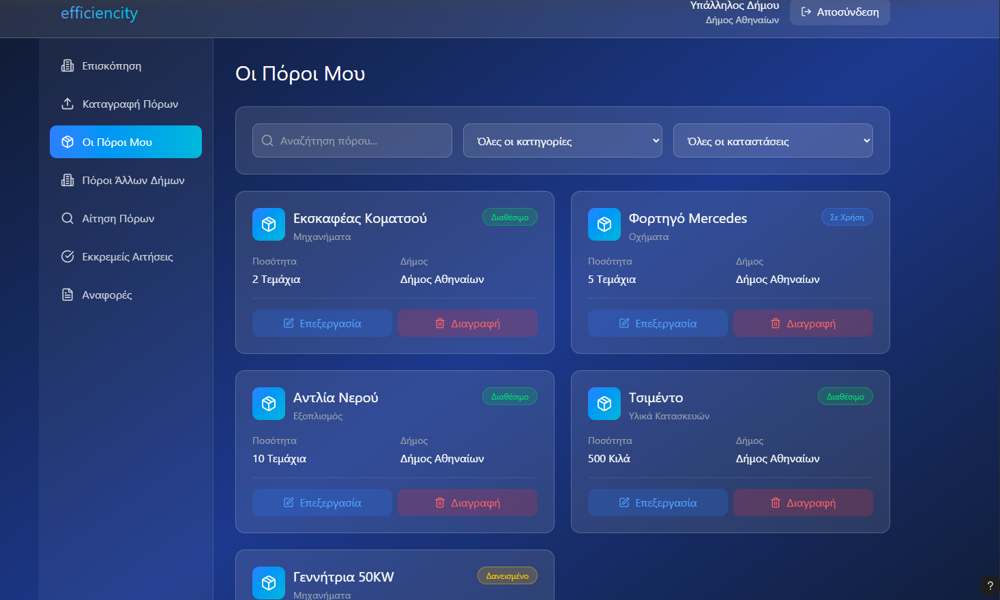 efficiencity
Υπάλληλος Δήμου
Δήμος Αθηναίων
Αποσύνδεση
Επισκόπηση
Καταγραφή Πόρων
Οι Πόροι Μου
Πόροι Άλλων Δήμων
Αίτηση Πόρων
Εκκρεμείς Αιτήσεις
Αναφορές
Οι Πόροι Μου
Αναζήτηση πόρου...
Όλες οι κατηγορίες
Όλες οι καταστάσεις
Εκσκαφέας Κοματσού
Διαθέσιμο
Μηχανήματα
Ποσότητα
Δήμος
2 Τεμάχια
Δήμος Αθηναίων
Επεξεργασία
Διαγραφή
Φορτηγό Mercedes
Σε Χρήση
Οχήματα
Ποσότητα
Δήμος
5 Τεμάχια
Δήμος Αθηναίων
Επεξεργασία
Διαγραφή
Αντλία Νερού
Διαθέσιμο
Εξοπλισμός
Ποσότητα
Δήμος
10 Τεμάχια
Δήμος Αθηναίων
Επεξεργασία
Διαγραφή
Τσιμέντο
Διαθέσιμο
Υλικά Κατασκευών
Ποσότητα
Δήμος
500 Κιλά
Δήμος Αθηναίων
Επεξεργασία
Διαγραφή
Γεννήτρια 50KW
Δανεισμένο
Μηχανήματα
?